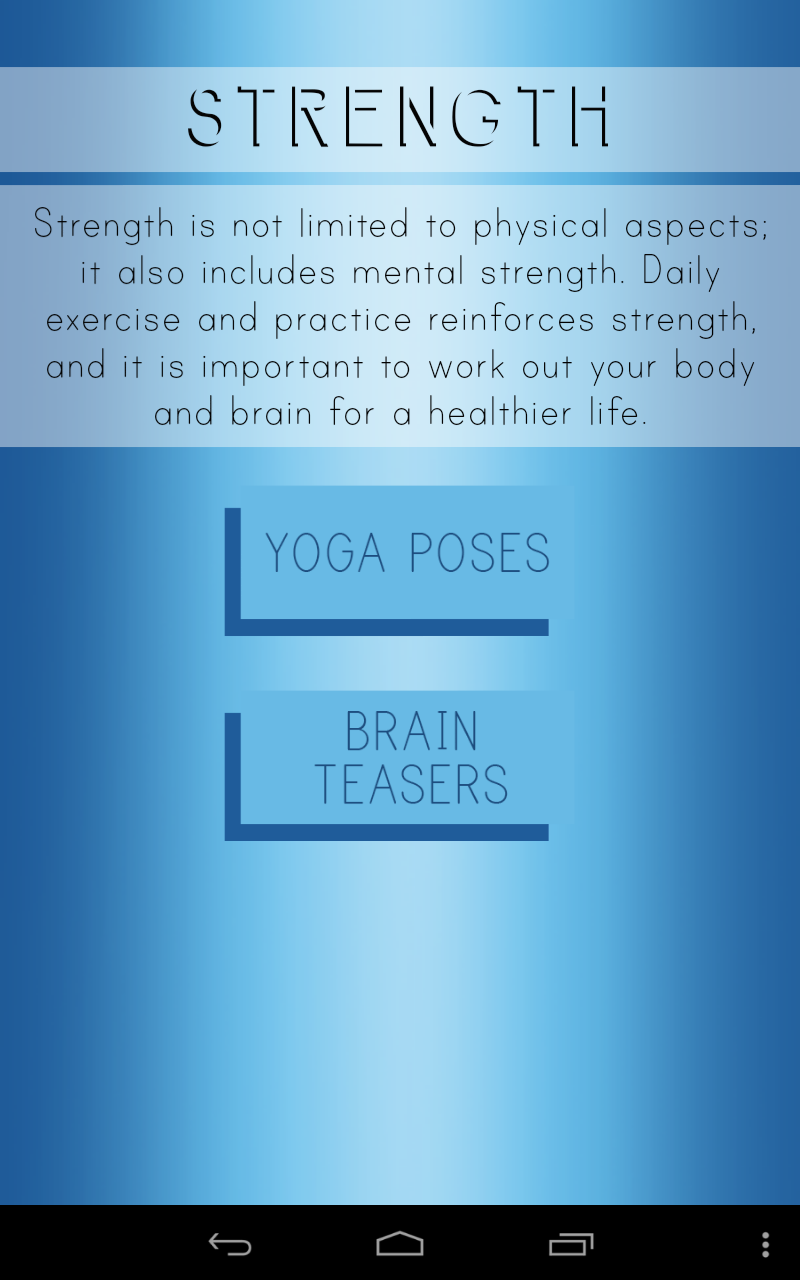 STRENGTH
Strength is not limited to physical aspects;
it also includes mental strength. Daily
exercise and practice reinforces strength,
and it is important to work out your body
and brain for a healthier life.
YOGA POSES
BRAIN
TEASERS